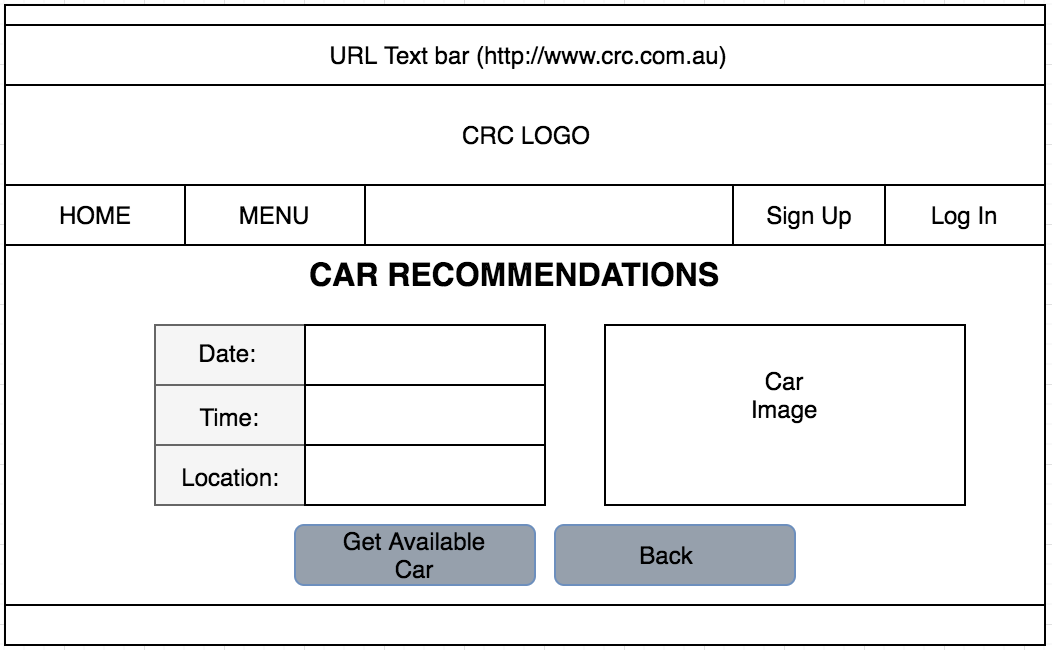 URL Text bar (http://www.crc.com.au)
CRC LOGO
HOME MENU Sign Up Log In
CAR RECOMMENDATIONS
Date:
Time:
Location:
Car
Image
Get Available
Car
Back